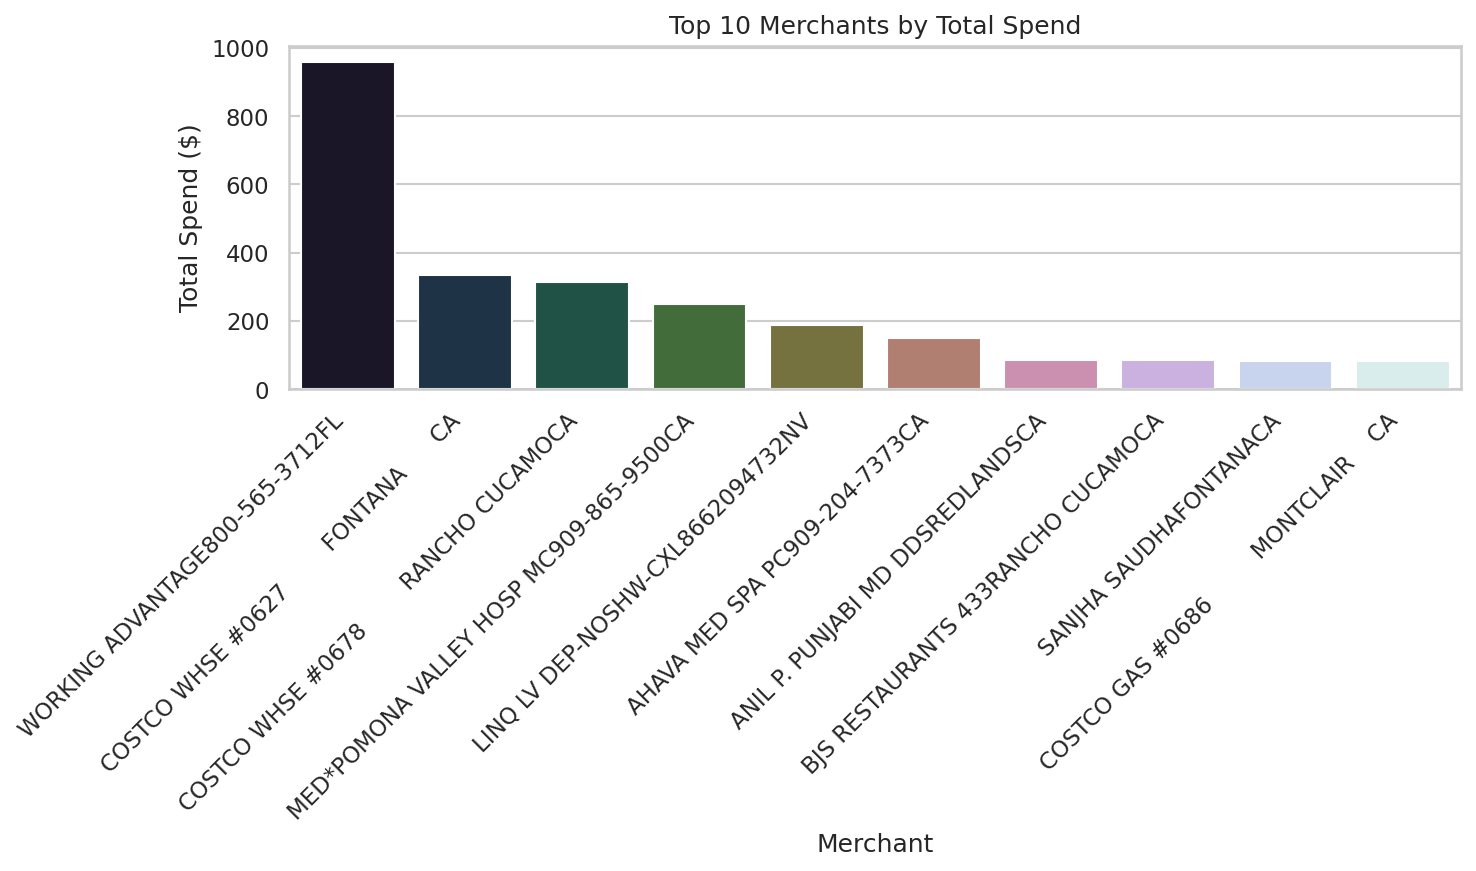 Top 10 Merchants by Total Spend
Total Spend ($)
1000
800
600
400
200
0
WORKING ADVANTAGE800-565-3712FL
COSTCO WHSE #0627 FONTANA CA
COSTCO WHSE #0678 RANCHO CUCAMOCA
MED*POMONA VALLEY HOSP MC909-865-9500CA
LINQ LV DEP-NOSHW-CXL8662094732NV
AHAVA MED SPA PC909-204-7373CA
ANIL P. PUNJABI MD DDSREDLANDSCA
BJS RESTAURANTS 433RANCHO CUCAMOCA
SANJHA SAUDHAFONTANACA
COSTCO GAS #0686 MONTCLAIR CA
Merchant